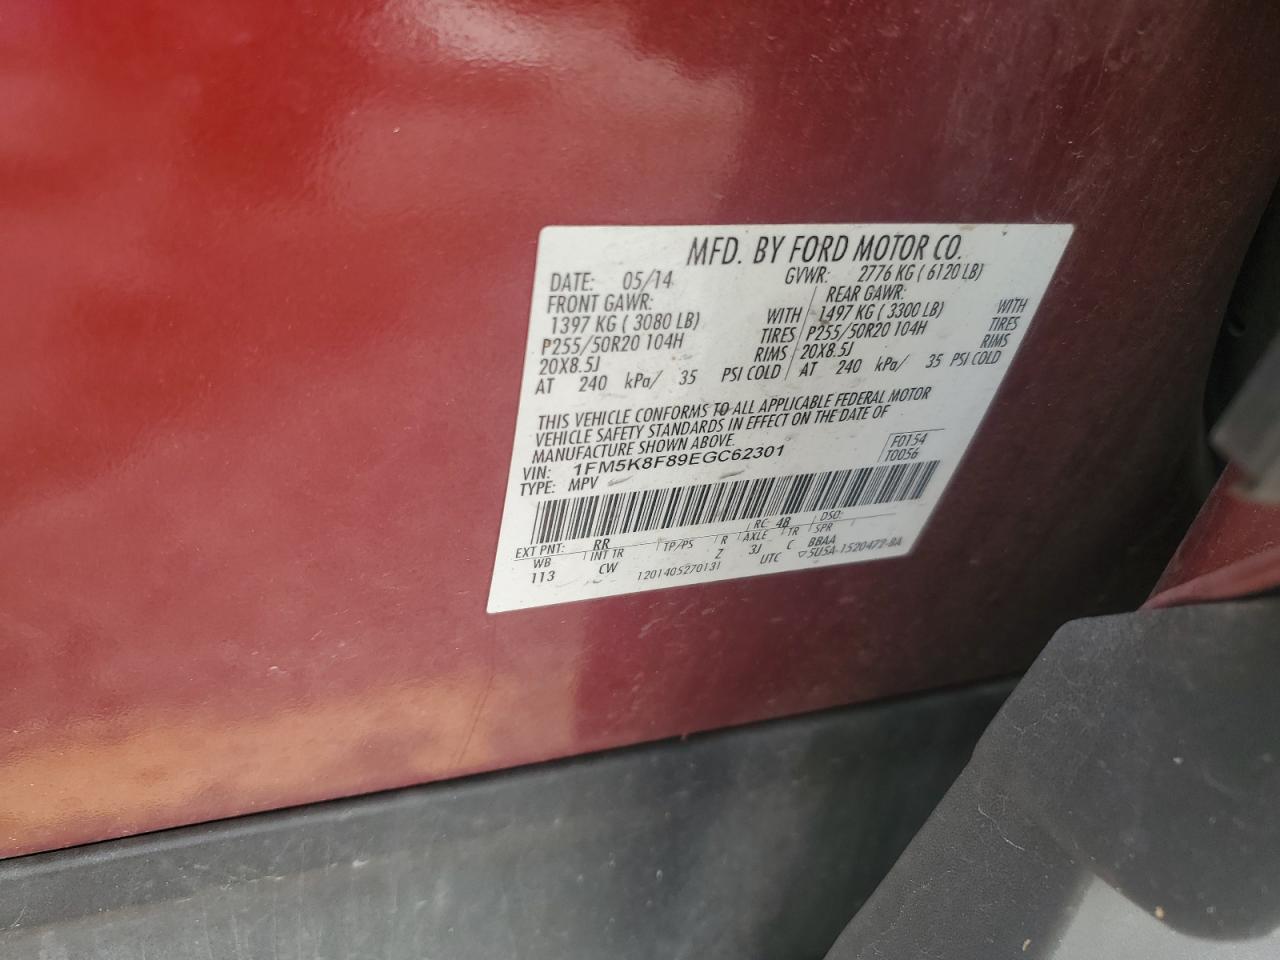 MFD. BY FORD MOTOR CO.
DATE: 05/14 GVWR: 2776 KG ( 6120 LB)
FRONT GAWR: REAR GAWR:
1397 KG ( 3080 LB) WITH 1497 KG ( 3300 LB) WITH
P255/50R20 104H TIRES P255/50R20 104H TIRES
20X8.5J RIMS 20X8.5J RIMS
AT 240 kPa/ 35 PSI COLD AT 240 kPa/ 35 PSI COLD
THIS VEHICLE CONFORMS TO ALL APPLICABLE FEDERAL MOTOR
VEHICLE SAFETY STANDARDS IN EFFECT ON THE DATE OF
MANUFACTURE SHOWN ABOVE.
VIN: 1FM5K8F89EGC62301 F0154
TYPE: MPV T0056
EXT PNT: RR RC: 48 DSO:
WB INT TR TP/PS R AXLE TR SPR
113 CW Z 3J C BBAA
1201405270131 UTC ▽5USA-1520472-BA